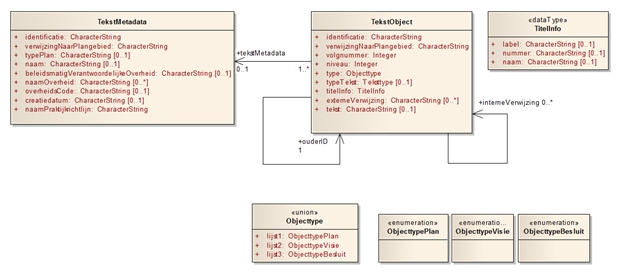 TekstMetadata
+ identificatie: CharacterString
+ verwijzingNaarPlangebied: CharacterString
+ typePlan: CharacterString [0..1]
+ naam: CharacterString [0..1]
+ beleidsmatigVerantwoordelijkeOverheid: CharacterString [0..1]
+ naamOverheid: CharacterString [0..*]
+ overheidsCode: CharacterString [0..1]
+ creatiedatum: CharacterString [0..1]
+ naamPraktijkrichtlijn: CharacterString
+tekstMetadata
0..1
1..*
TekstObject
+ identificatie: CharacterString
+ verwijzingNaarPlangebied: CharacterString
+ volgnummer: Integer
+ niveau: Integer
+ type: Objecttype
+ typeTekst: Teksttype [0..1]
+ titelInfo: TitelInfo
+ externeVerwijzing: CharacterString [0..*]
+ tekst: CharacterString [0..1]
«dataType»
TitelInfo
+ label: CharacterString [0..1]
+ nummer: CharacterString [0..1]
+ naam: CharacterString [0..1]
+interneVerwijzing 0..*
+ouderID
1
«union»
Objecttype
+ lijst1: ObjecttypePlan
+ lijst2: ObjecttypeVisie
+ lijst3: ObjecttypeBesluit
«enumeration»
ObjecttypePlan
«enumeratio...
ObjecttypeVisie
«enumeration»
ObjecttypeBesluit